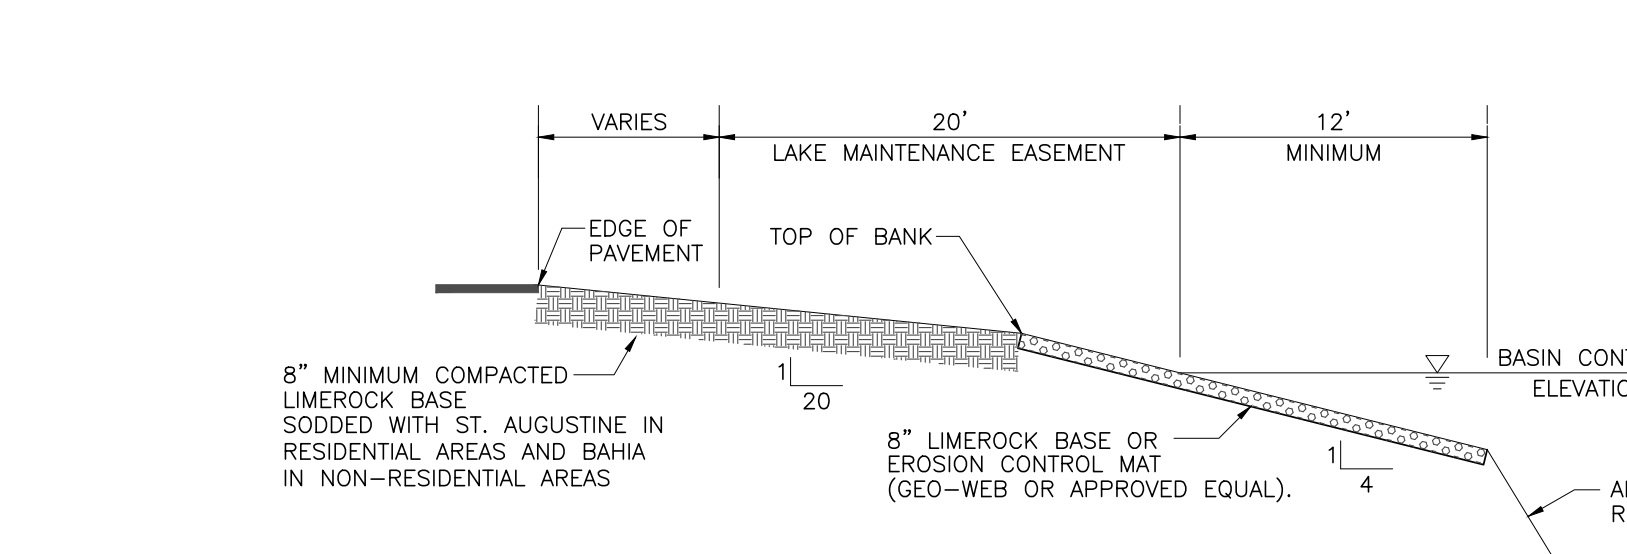 VARIES
20'
12'
LAKE MAINTENANCE EASEMENT
MINIMUM
EDGE OF
PAVEMENT
TOP OF BANK
BASIN
8" MINIMUM COMPACTED
LIMEROCK BASE
SODDED WITH ST. AUGUSTINE IN
RESIDENTIAL AREAS AND BAHIA
IN NON-RESIDENTIAL AREAS
1
20
8" LIMEROCK BASE OR
EROSION CONTROL MAT
(GEO-WEB OR APPROVED EQUAL).
1
4